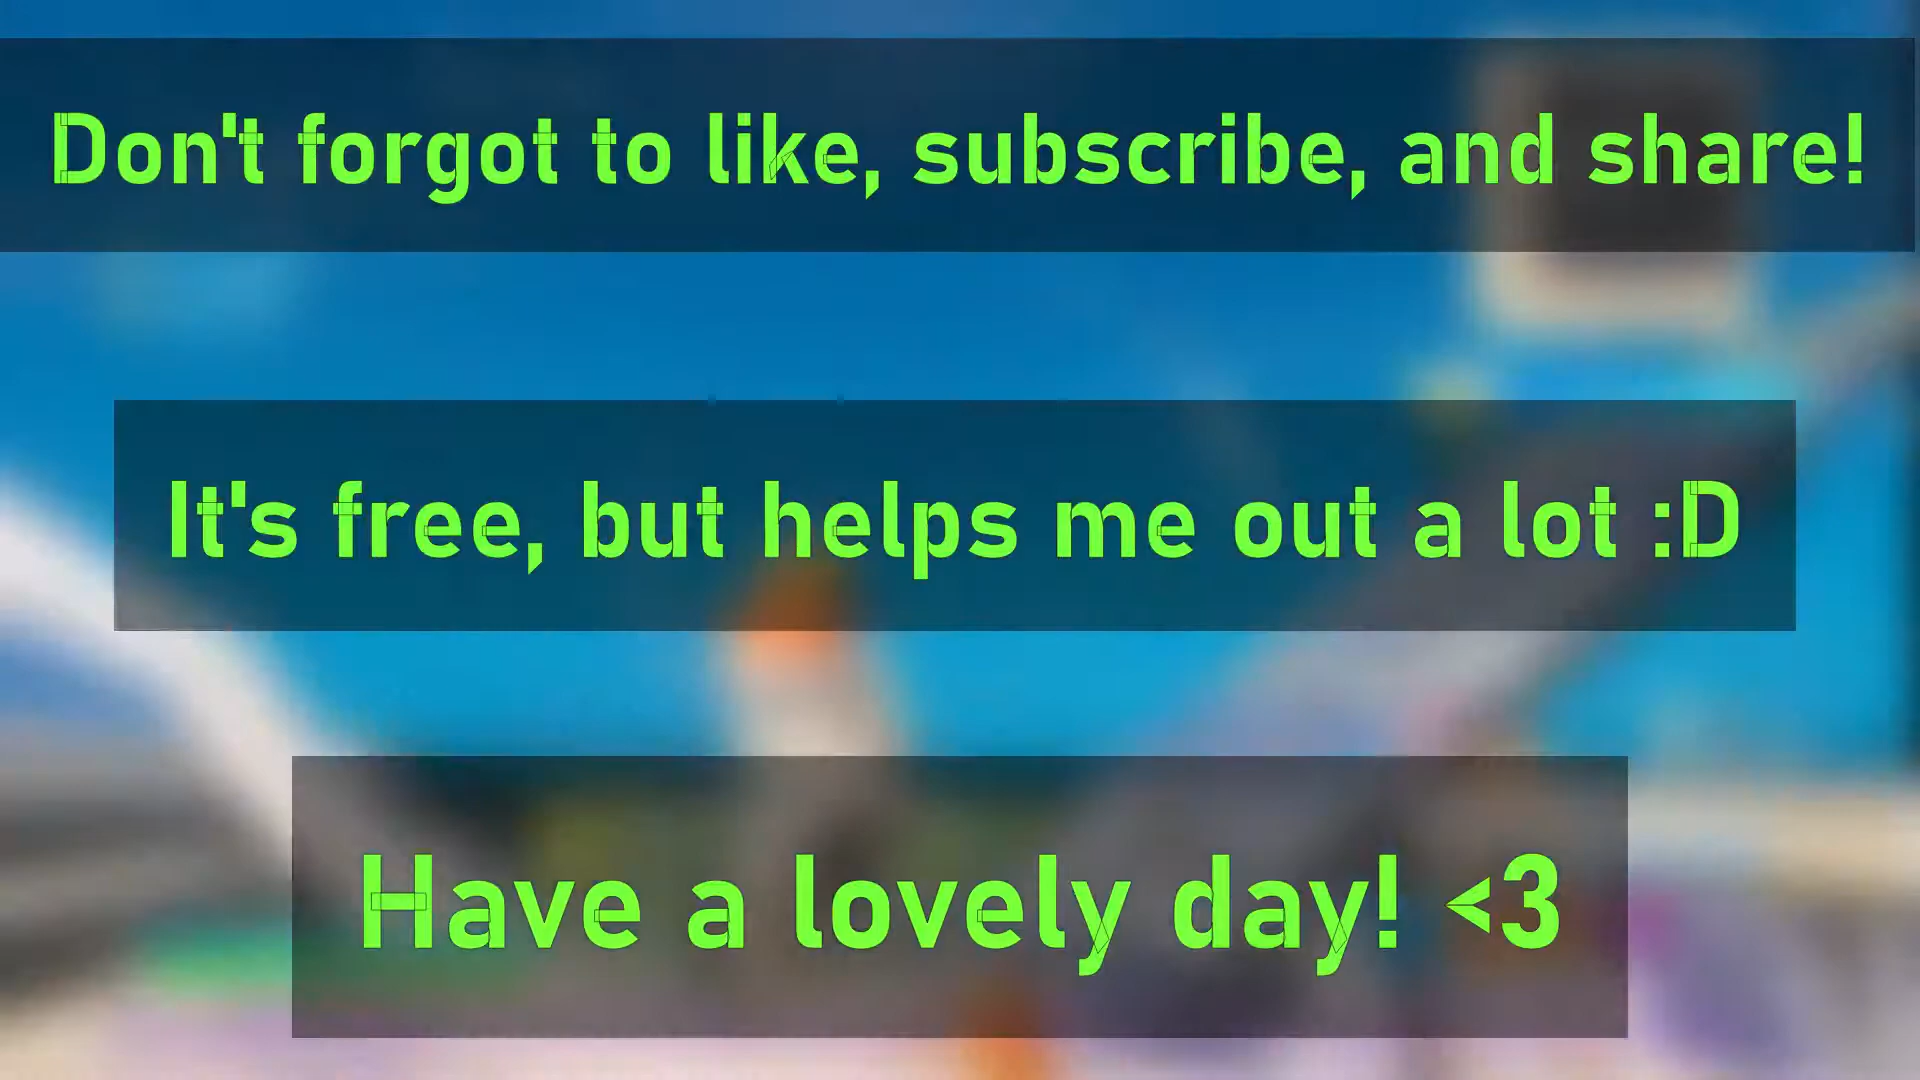 Don't forgot to like, subscribe, and share!
It's free, but helps me out a lot :D
Have a lovely day! <3